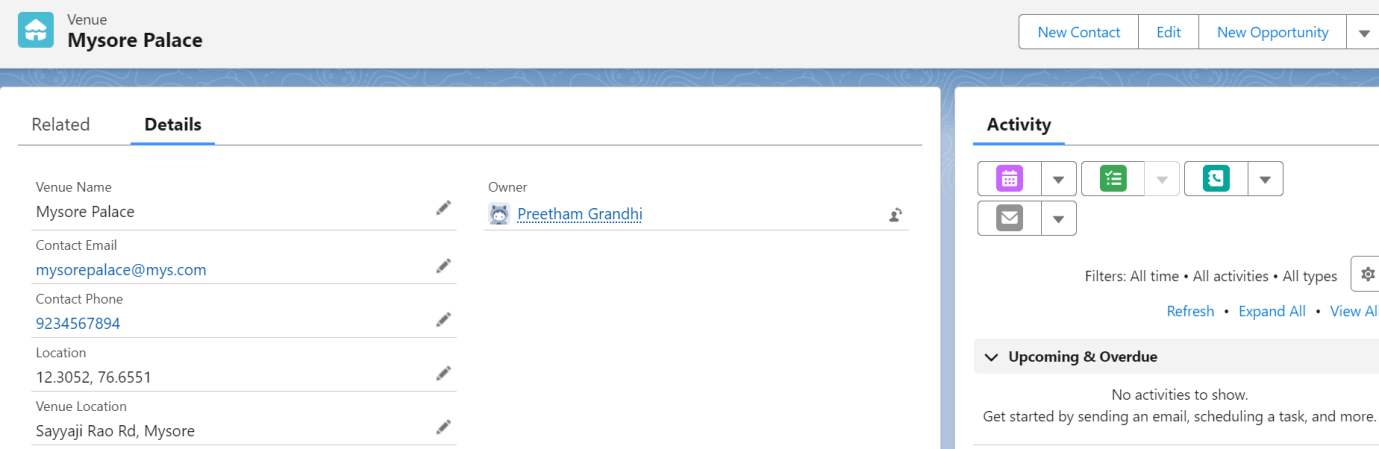 Venue
Mysore Palace
New Contact
Edit
New Opportunity
Related
Details
Venue Name
Mysore Palace
Contact Email
mysorepalace@mys.com
Contact Phone
9234567894
Location
12.3052, 76.6551
Venue Location
Sayyaji Rao Rd, Mysore
Owner
Preetham Grandhi
Activity
Filters: All time • All activities • All types
Refresh • Expand All • View Al
Upcoming & Overdue
No activities to show.
Get started by sending an email, scheduling a task, and more.